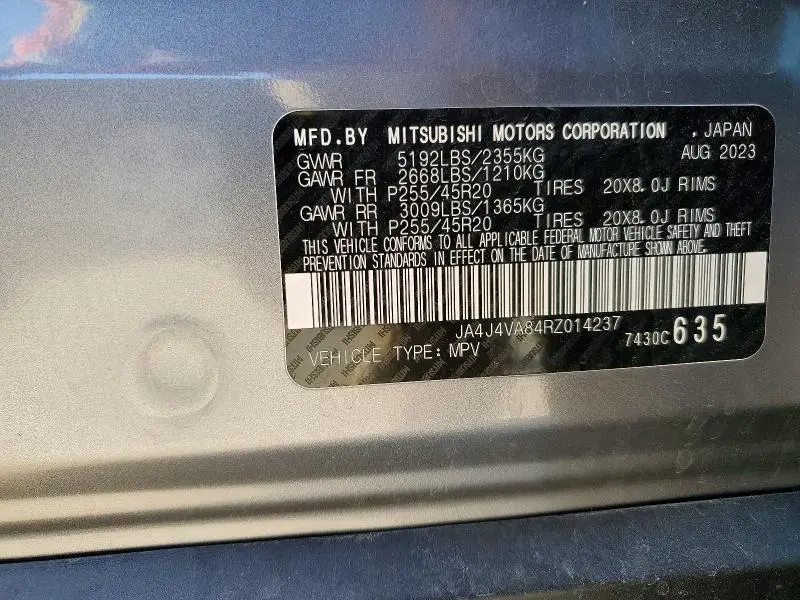 MFD.BY MITSUBISHI MOTORS CORPORATION , JAPAN
GVWR 5192LBS/2355KG AUG 2023
GAWR FR 2668LBS/1210KG
WITH P255/45R20 TIRES 20X8.0J RIMS
GAWR RR 3009LBS/1365KG
WITH P255/45R20 TIRES 20X8.0J RIMS
THIS VEHICLE CONFORMS TO ALL APPLICABLE FEDERAL MOTOR VEHICLE SAFETY AND THEFT
PREVENTION STANDARDS IN EFFECT ON THE DATE OF MANUFACTURE SHOWN ABOVE.
JA4J4VA84RZ014237
VEHICLE TYPE: MPV 7430C 635